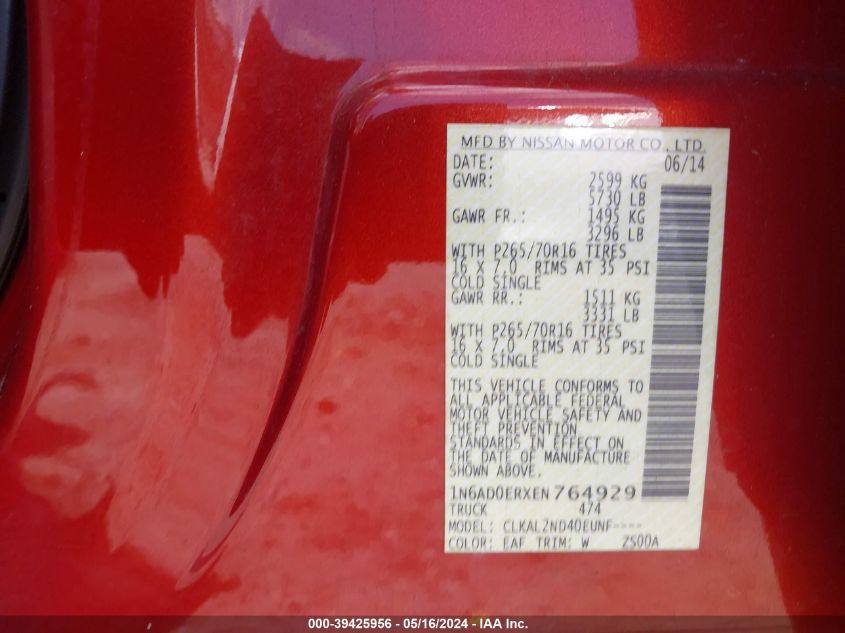 MFD BY NISSAN MOTOR CO., LTD.
DATE: 06/14
GVWR: 2599 KG
5730 LB
GAWR FR.: 1495 KG
3296 LB
WITH P265/70R16 TIRES
16 X 7.0 RIMS AT 35 PSI
COLD SINGLE
GAWR RR.: 1511 KG
3331 LB
WITH P265/70R16 TIRES
16 X 7.0 RIMS AT 35 PSI
COLD SINGLE
THIS VEHICLE CONFORMS TO
ALL APPLICABLE FEDERAL
MOTOR VEHICLE SAFETY AND
THEFT PREVENTION
STANDARDS IN EFFECT ON
THE DATE OF MANUFACTURE
SHOWN ABOVE.
1N6AD0ERXEN764929
TRUCK 474
MODEL: CLKAL2ND40EUNF----
COLOR: EAF TRIM: W ZS00A
000-39425956 - 05/16/2024 - IAA Inc.